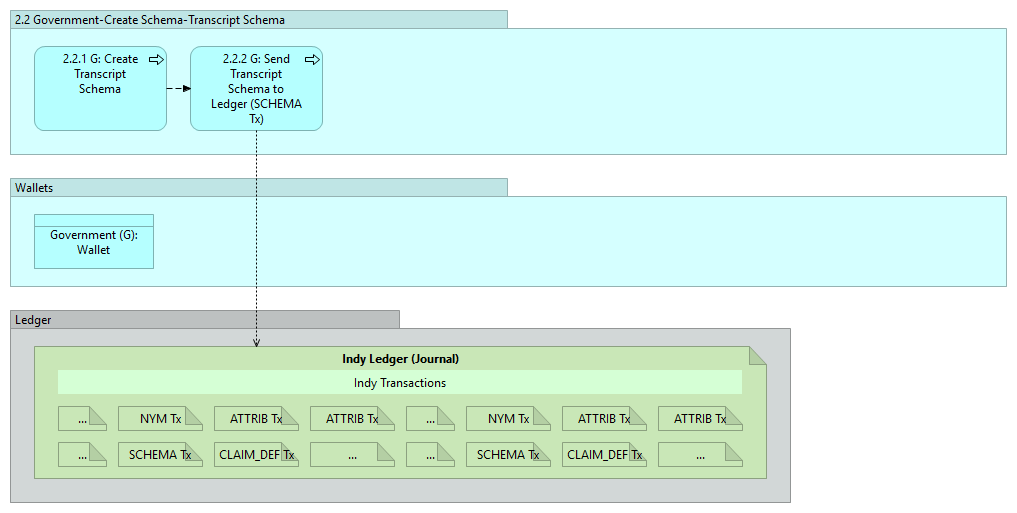 2.2 Government-Create Schema-Transcript Schema
2.2.1 G: Create
Transcript
Schema
2.2.2 G: Send
Transcript
Schema to
Ledger (SCHEMA
Tx)
Wallets
Government (G):
Wallet
Ledger
Indy Ledger (Journal)
Indy Transactions
... NYM Tx ATTRIB Tx ATTRIB Tx ... NYM Tx ATTRIB Tx ATTRIB Tx
... SCHEMA Tx CLAIM_DEF Tx ... ... SCHEMA Tx CLAIM_DEF Tx ...